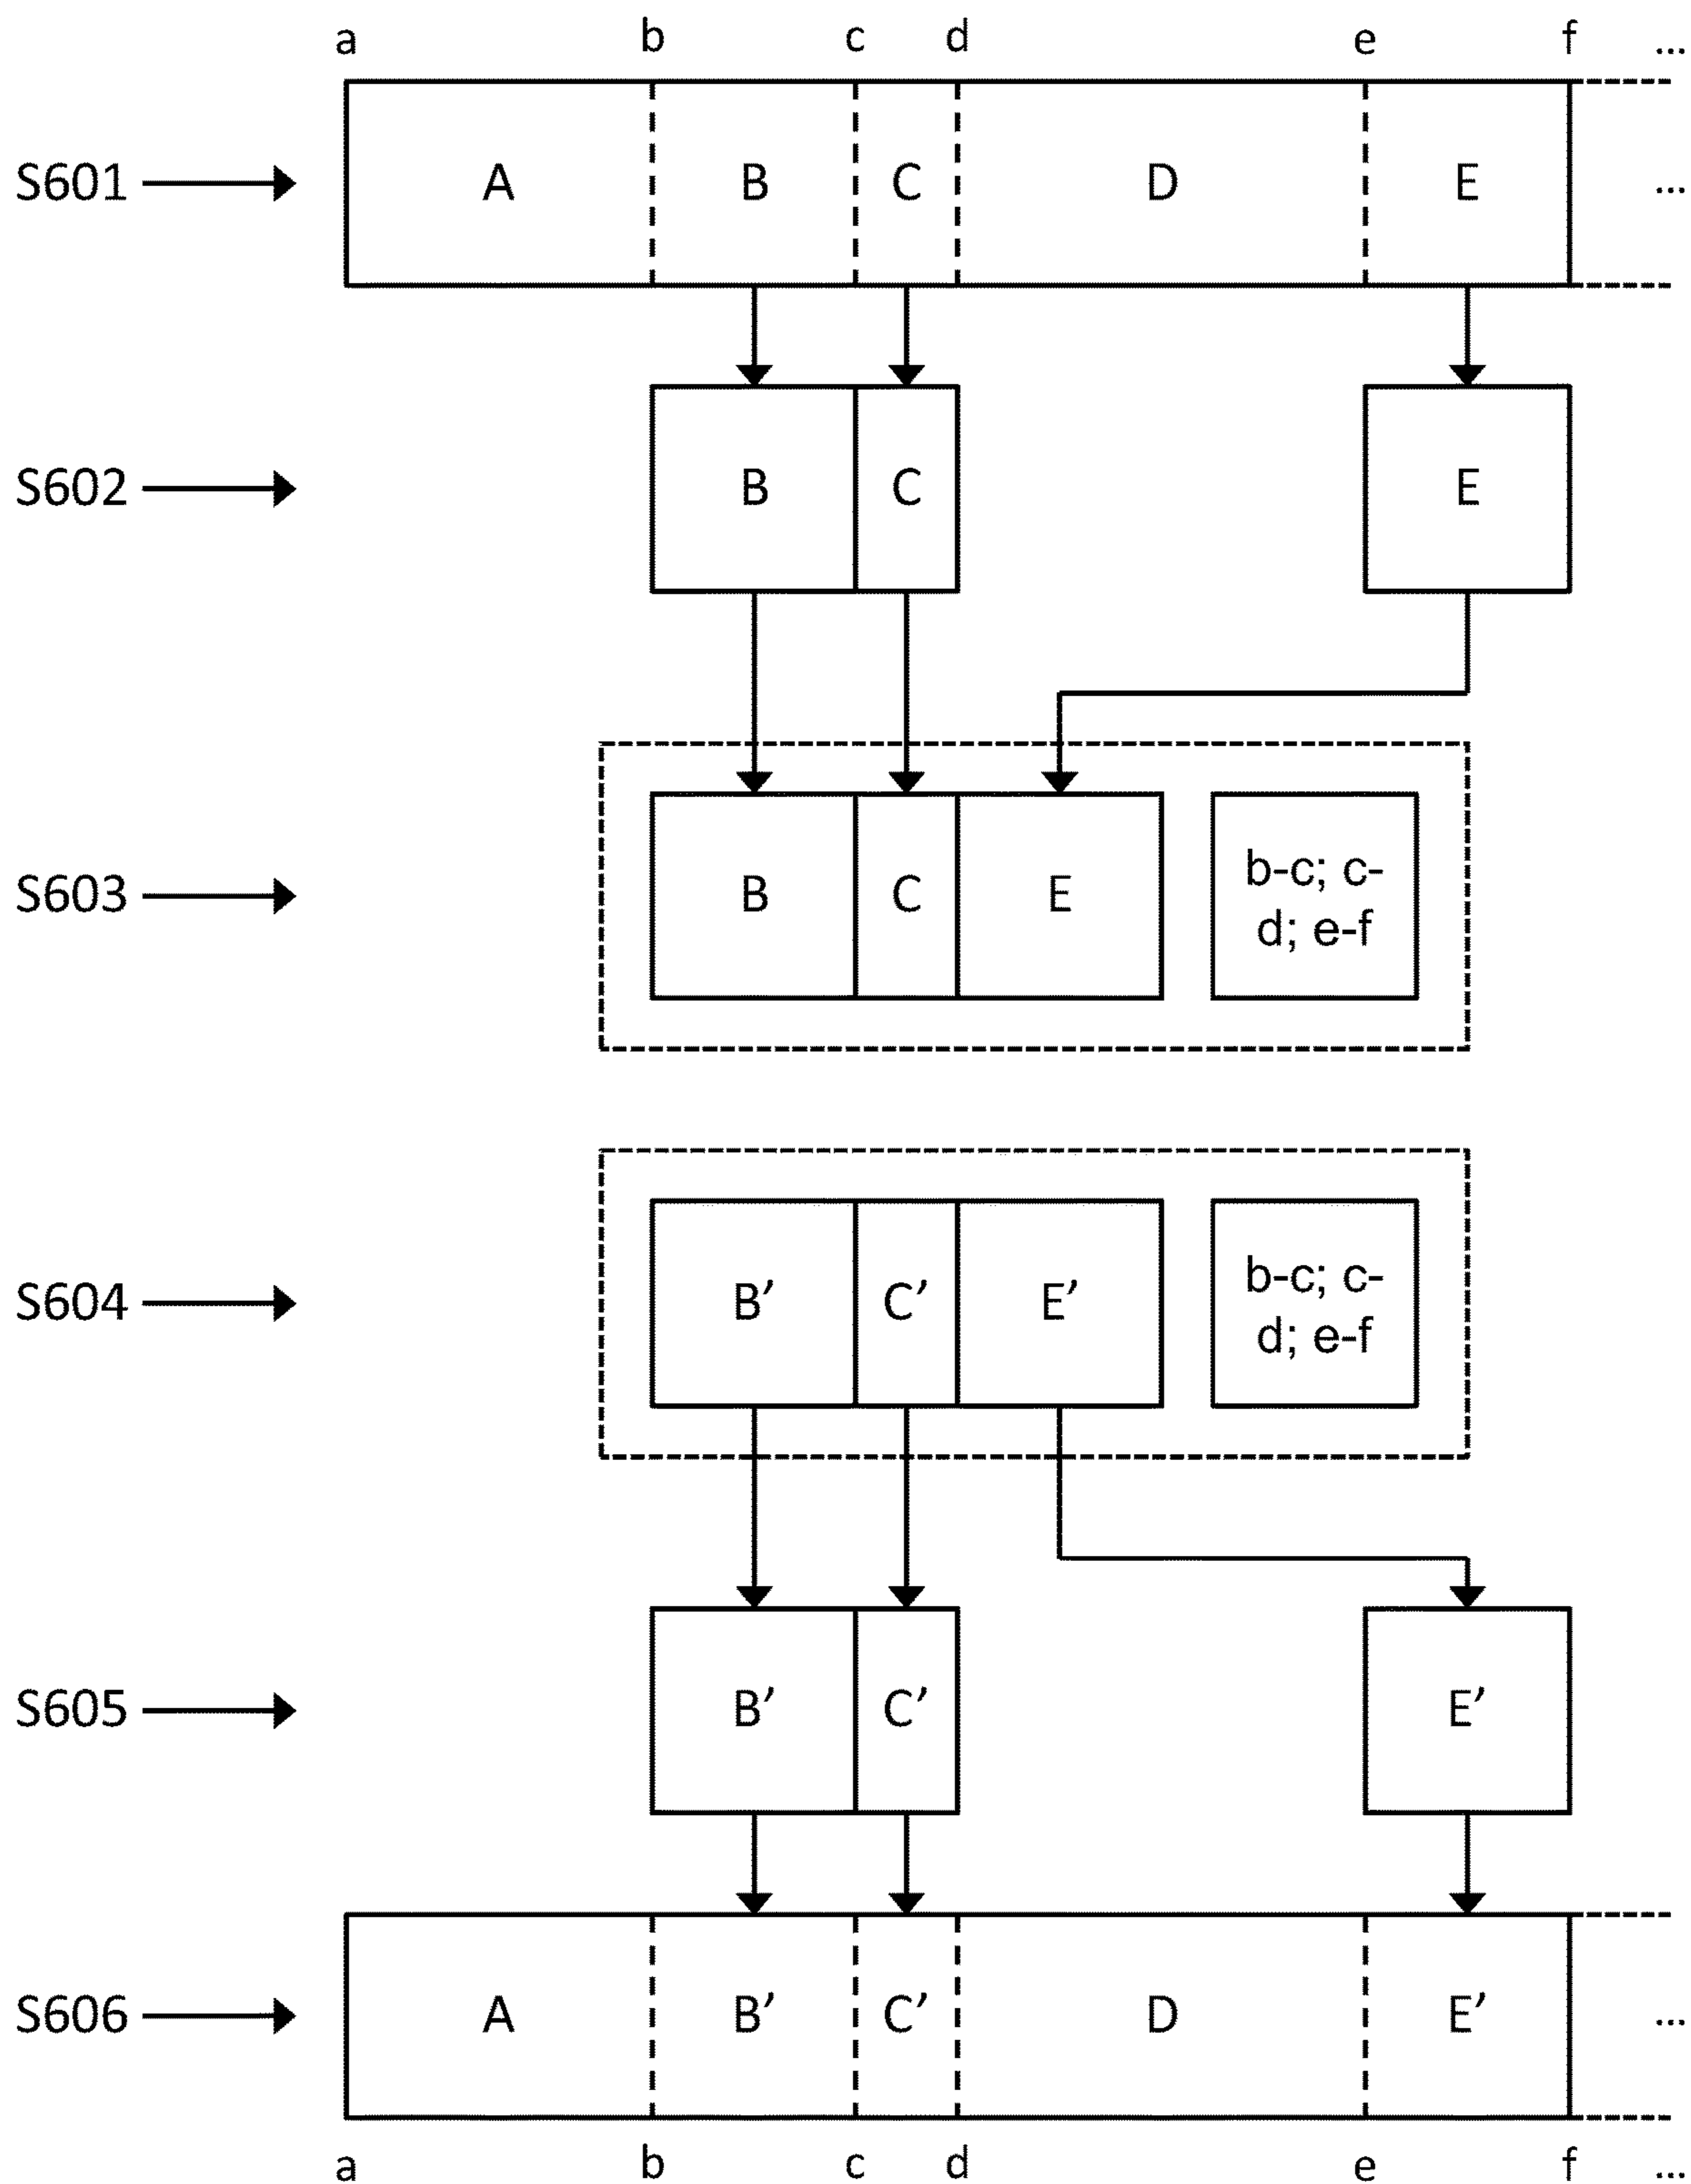 a b c d e f ...
S601 A B C D E ...
S602 B C E
S603 B C E b-c; c-
d; e-f
S604 B’ C’ E’ b-c; c-
d; e-f
S605 B’ C’ E’
S606 A B’ C’ D E’ ...
a b c d e f ...